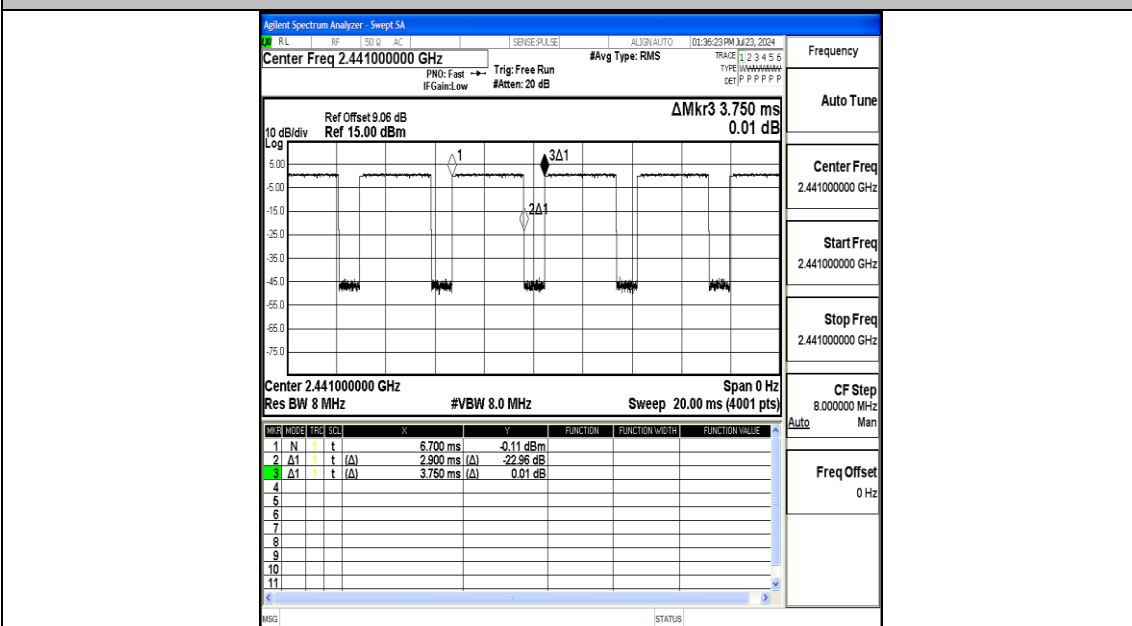 Agilent Spectrum Analyzer - Swept SA
LXI RL RF 50 Ω AC SENSE:PULSE ALIGN AUTO 01:36:23 PM Jul 23, 2024
Center Freq 2.441000000 GHz #Avg Type: RMS TRACE 1 2 3 4 5 6
PNO: Fast Trig: Free Run TYPE
IFGain:Low #Atten: 20 dB DET P P P P P P
Frequency
Auto Tune
Center Freq
2.441000000 GHz
Start Freq
2.441000000 GHz
Stop Freq
2.441000000 GHz
CF Step
8.000000 MHz
Auto Man
Freq Offset
0 Hz
ΔMkr3 3.750 ms
0.01 dB
Ref Offset 9.06 dB
10 dB/div Ref 15.00 dBm
Log
5.00
-5.00
-15.0
-25.0
-35.0
-45.0
-55.0
-65.0
-75.0
1
3Δ1
2Δ1
Center 2.441000000 GHz Span 0 Hz
Res BW 8 MHz #VBW 8.0 MHz Sweep 20.00 ms (4001 pts)
MKR MODE TRC SCL X Y FUNCTION FUNCTION WIDTH FUNCTION VALUE
1 N 1 t 6.700 ms -0.11 dBm
2 Δ1 1 t (Δ) 2.900 ms (Δ) -22.96 dB
3 Δ1 1 t (Δ) 3.750 ms (Δ) 0.01 dB
4
5
6
7
8
9
10
11
MSG STATUS